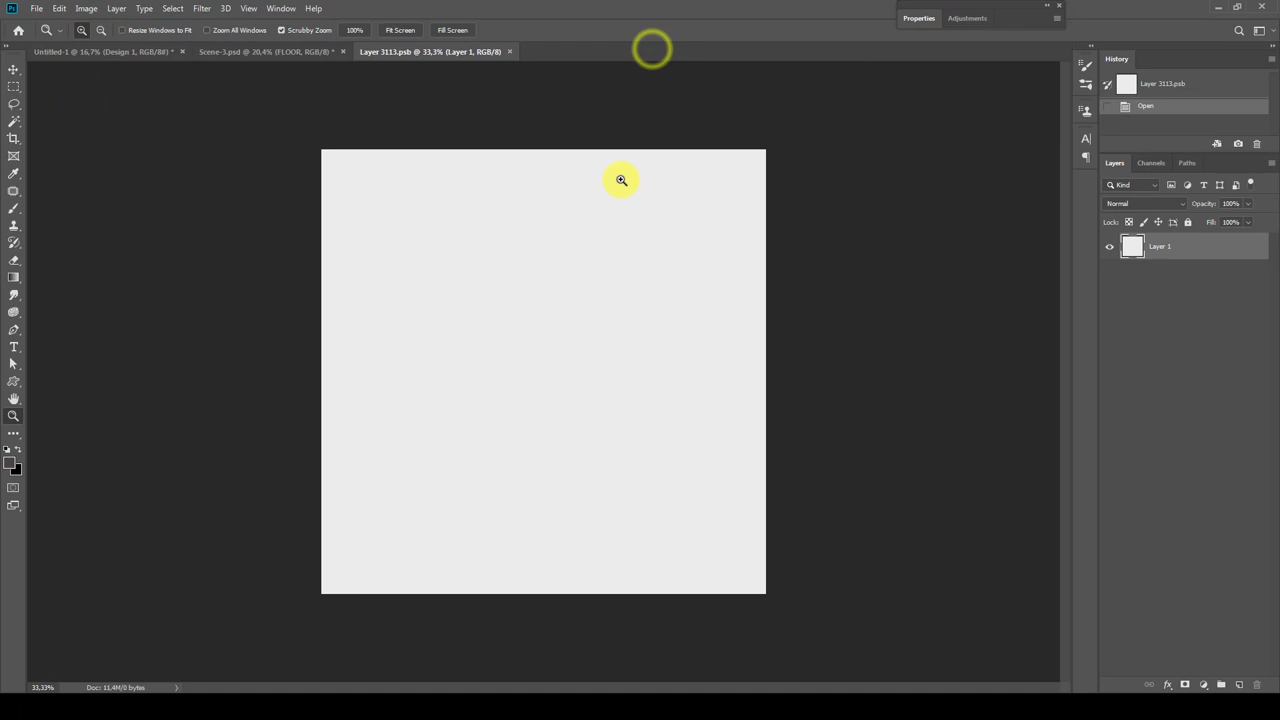 Ps File Edit Image Layer Type Select Filter 3D View Window Help
Properties Adjustments
Resize Windows to Fit Zoom All Windows Scrubby Zoom 100% Fit Screen Fill Screen
Untitled-1 @ 16,7% (Design 1, RGB/8#) * × Scene-3.psd @ 20,4% (FLOOR, RGB/8) * × Layer 3113.psb @ 33,3% (Layer 1, RGB/8) ×
History
Layer 3113.psb
Open
Layers Channels Paths
Kind
Normal Opacity: 100%
Lock: Fill: 100%
Layer 1
33,33% Doc: 11.4M/0 bytes